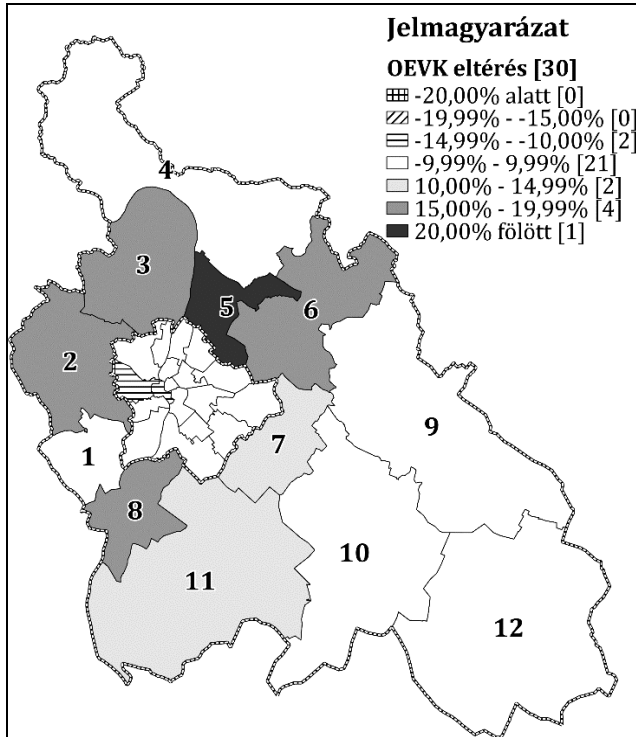 Jelmagyarázat
OEVK eltérés [30]
-20,00% alatt [0]
-19,99% - -15,00% [0]
-14,99% - -10,00% [2]
-9,99% - 9,99% [21]
10,00% - 14,99% [2]
15,00% - 19,99% [4]
20,00% fölött [1]
4
3
5
6
2
9
7
1
8
10
11
12